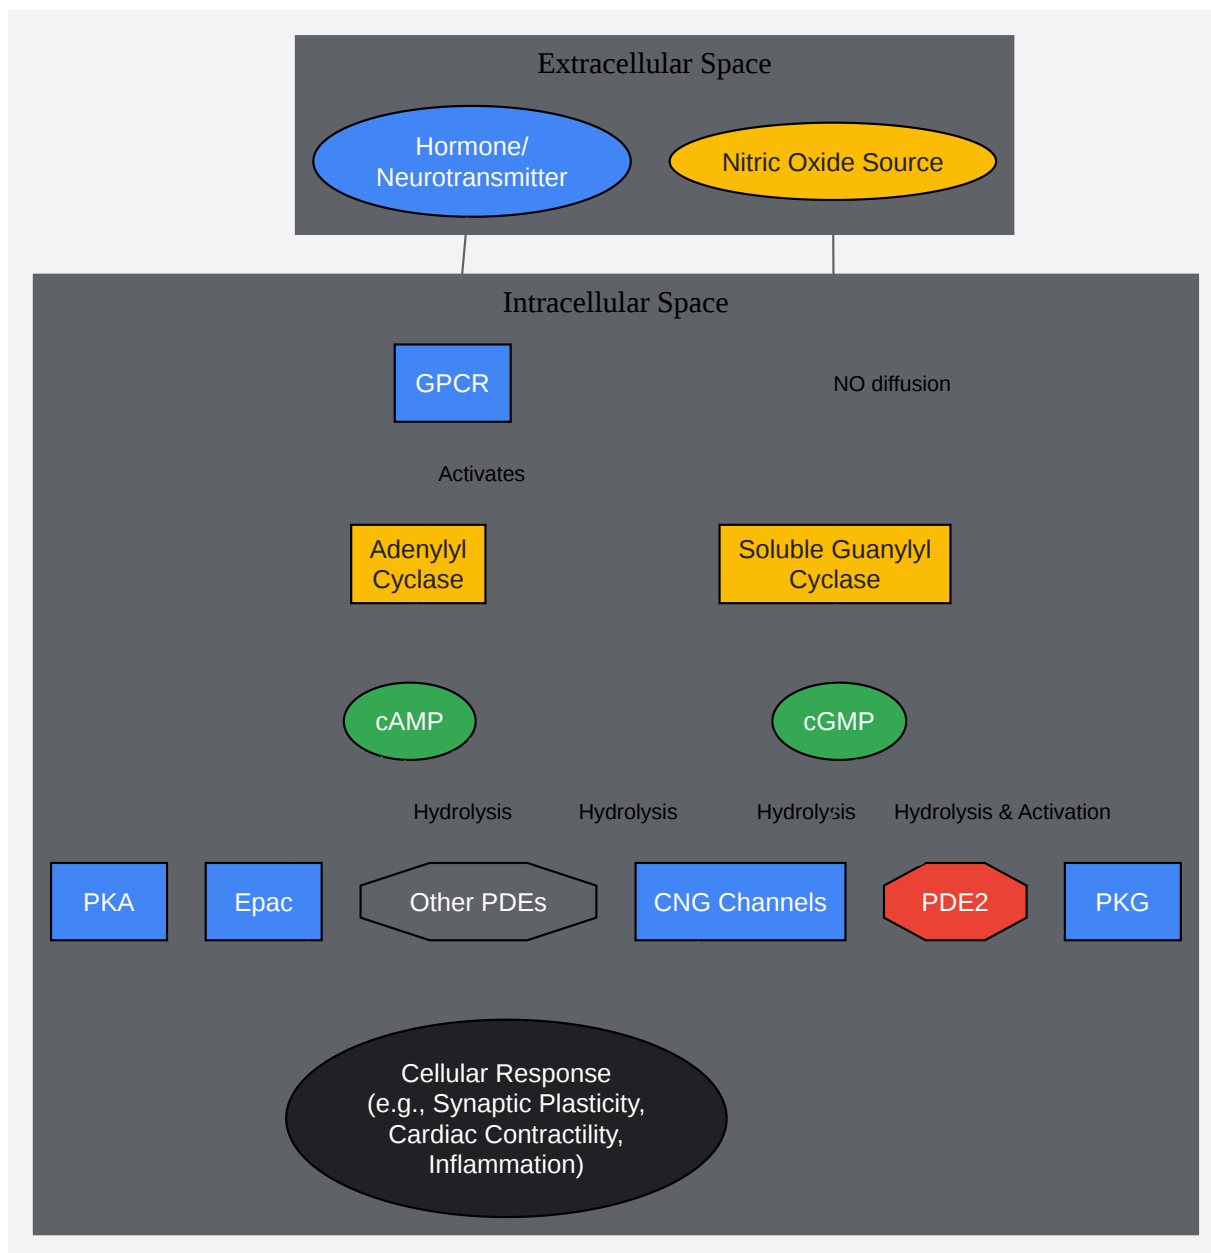 Extracellular Space
Hormone/
Neurotransmitter
Nitric Oxide Source
Intracellular Space
GPCR
NO diffusion
Activates
Adenylyl
Cyclase
Soluble Guanylyl
Cyclase
cAMP
cGMP
Hydrolysis
Hydrolysis
Hydrolysis
Hydrolysis & Activation
PKA
Epac
Other PDEs
CNG Channels
PDE2
PKG
Cellular Response
(e.g., Synaptic Plasticity,
Cardiac Contractility,
Inflammation)